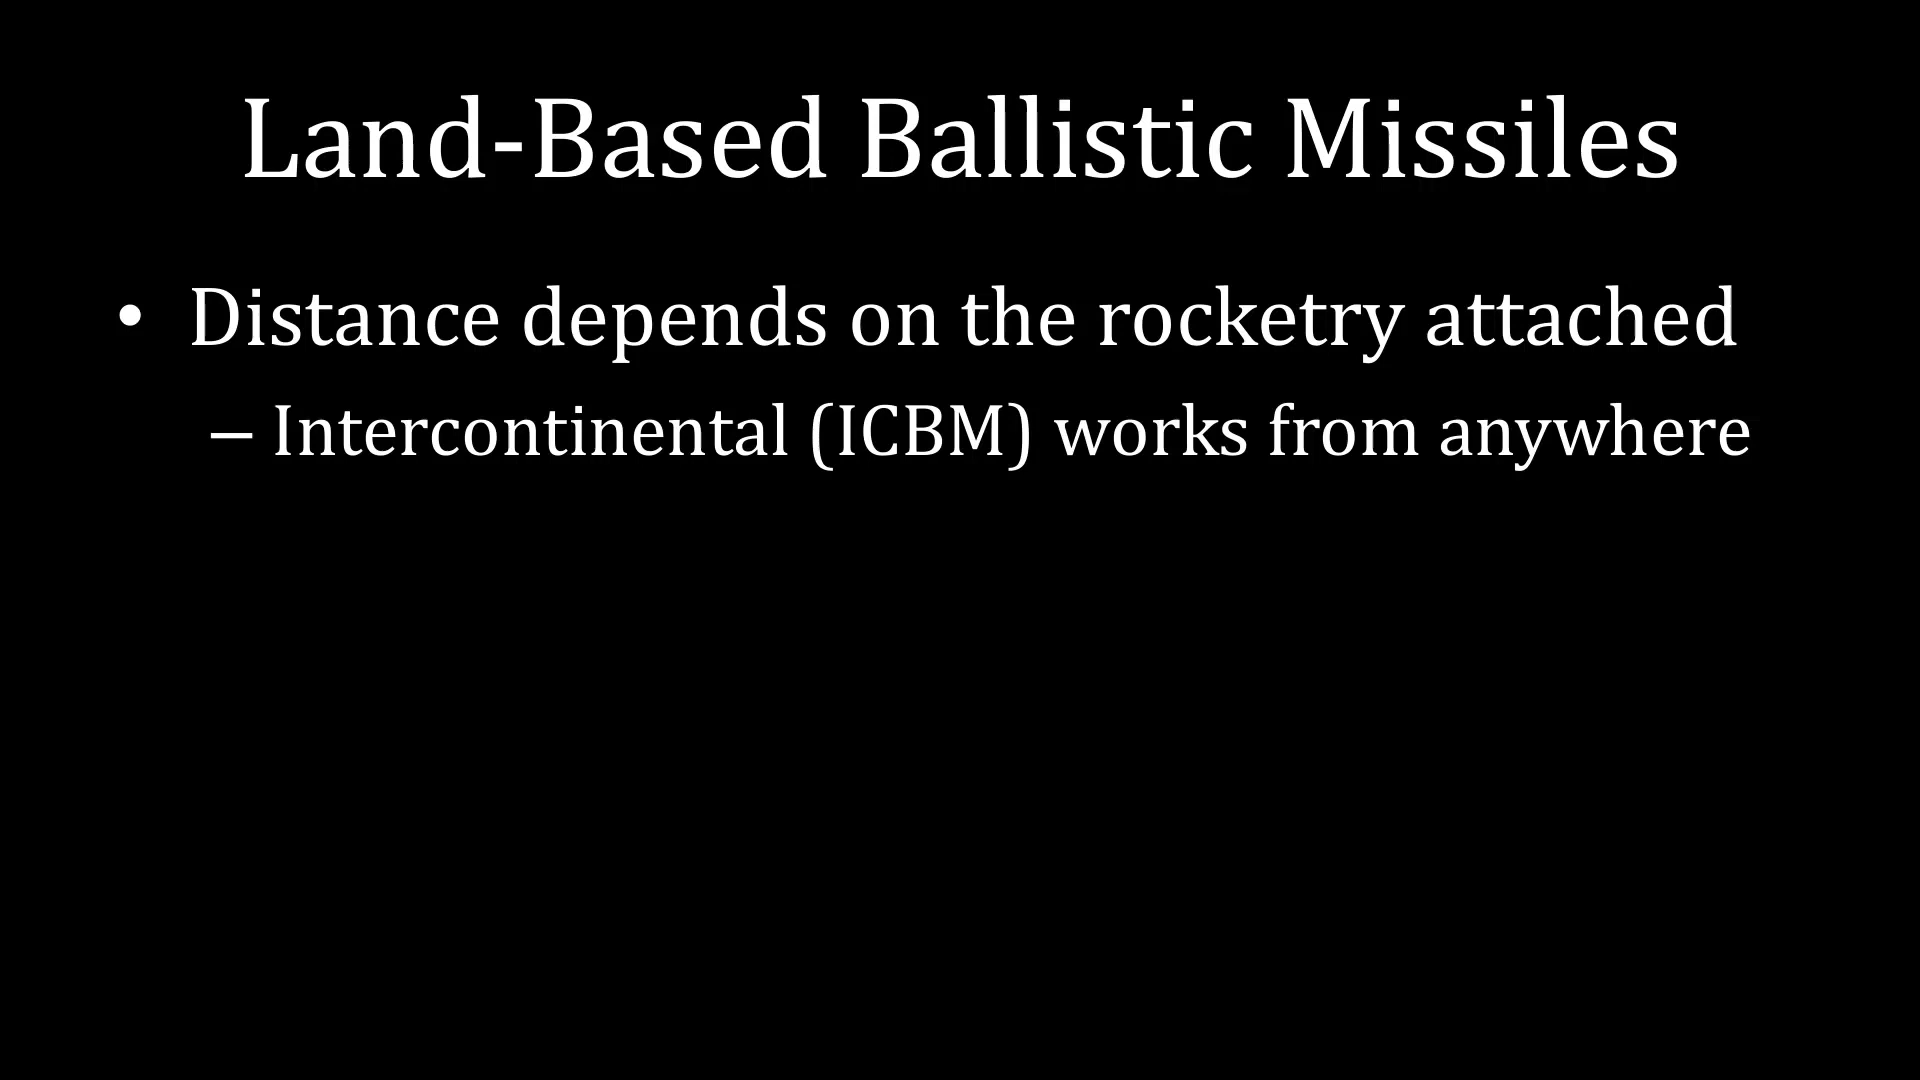 Land-Based Ballistic Missiles
• Distance depends on the rocketry attached
– Intercontinental (ICBM) works from anywhere